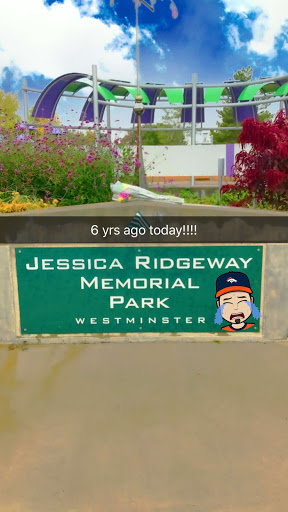 6 yrs ago today!!!!
JESSICA RIDGEWAY
MEMORIAL
PARK
WESTMINSTER